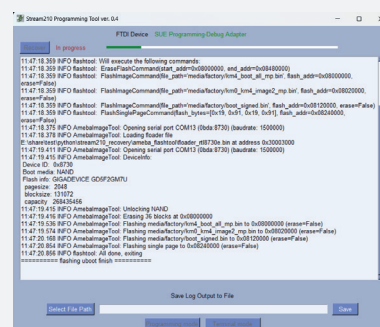 Stream210 Programming Tool ver. 0.4
FTDI Device IIUE Programming-Debug Adapter
In progress
11:47:18.359 INFO flashtool: Will execute the following commands:
11:47:18.359 INFO flashtool: EraseFlashCommand(start_addr=0x08000000, end_addr=0x08480000)
11:47:18.359 INFO flashtool: FlashImageCommand(file_path='media/factory/km4_boot_all_mp.bin', flash_addr=0x08000000,
erase=False)
11:47:18.359 INFO flashtool: FlashImageCommand(file_path='media/factory/km0_km4_image2_mp.bin', flash_addr=0x08020000,
erase=False)
11:47:18.359 INFO flashtool: FlashImageCommand(file_path='media/factory/boot_signed.bin', flash_addr=0x08120000, erase=False)
11:47:18.359 INFO flashtool: FlashSinglePageCommand(flash_bytes=[0x19, 0x91, 0x19, 0x91], flash_addr=0x08240000,
erase=False)
11:47:18.375 INFO AmebaImageTool: Opening serial port COM13 (0bda:8730) (baudrate: 1500000)
11:47:18.378 INFO AmebaImageTool: Loading floader file
E:\share\test\python\stream210_recovery\ameba_flashtool\floader_rtl8730e.bin at address 0x30003000
11:47:19.411 INFO AmebaImageTool: Opening serial port COM13 (0bda:8730) (baudrate: 1500000)
11:47:19.415 INFO AmebaImageTool: DeviceInfo:
Device ID: 0x8730
Boot media: NAND
Flash info: GIGADEVICE GD5F2GM7U
pagesize: 2048
blocksize: 131072
capacity: 268435456
11:47:19.415 INFO AmebaImageTool: Unlocking NAND
11:47:19.416 INFO AmebaImageTool: Erasing 36 blocks at 0x08000000
11:47:19.536 INFO AmebaImageTool: Flashing media/factory/km4_boot_all_mp.bin to 0x08000000 (erase=False)
11:47:19.580 INFO AmebaImageTool: Flashing media/factory/km0_km4_image2_mp.bin to 0x08020000 (erase=False)
11:47:20.168 INFO AmebaImageTool: Flashing media/factory/boot_signed.bin to 0x08120000 (erase=False)
11:47:20.854 INFO AmebaImageTool: Flashing single page to 0x08240000 (erase=False)
11:47:20.856 INFO flashtool: All done, exiting
========== flashing uboot finish ==========
Save Log Output to File
Select File Path
Save